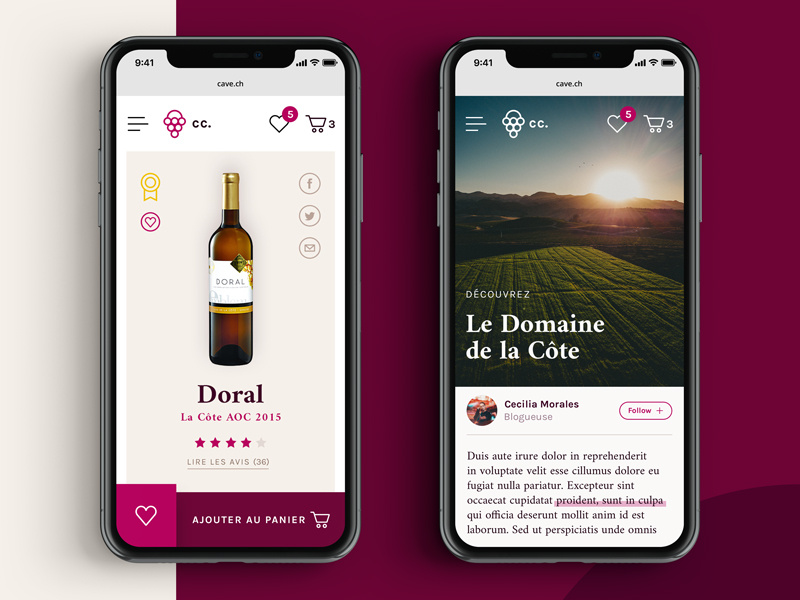 9:41
cave.ch
cc.
5
3
DORAL
Doral
La Côte AOC 2015
LIRE LES AVIS (36)
AJOUTER AU PANIER
9:41
cave.ch
cc.
5
3
DÉCOUVREZ
Le Domaine
de la Côte
Cecilia Morales
Blogueuse
Follow +
Duis aute irure dolor in reprehenderit
in voluptate velit esse cillumus dolore eu
fugiat nulla pariatur. Excepteur sint
occaecat cupidatat proident, sunt in culpa
qui officia deserunt mollit anim id est
laborum. Sed ut perspiciatis unde omnis